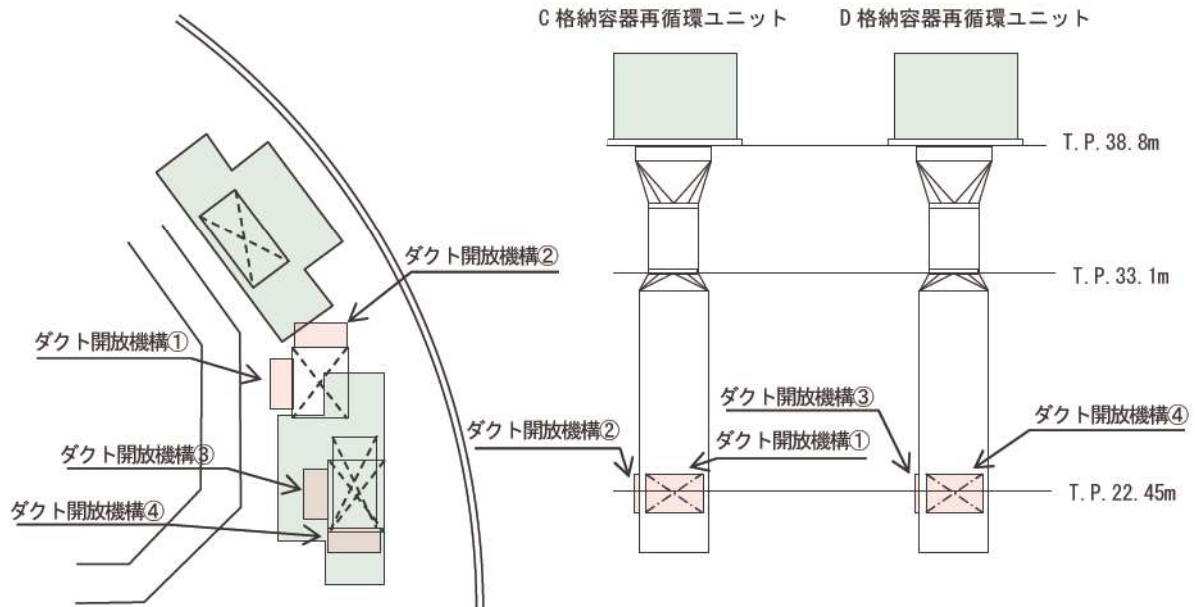 C 格納容器再循環ユニット
D 格納容器再循環ユニット
T.P.38.8m
ダクト開放機構②
T.P.33.1m
ダクト開放機構①
ダクト開放機構③
ダクト開放機構④
ダクト開放機構②
ダクト開放機構①
ダクト開放機構③
ダクト開放機構④
T.P.22.45m